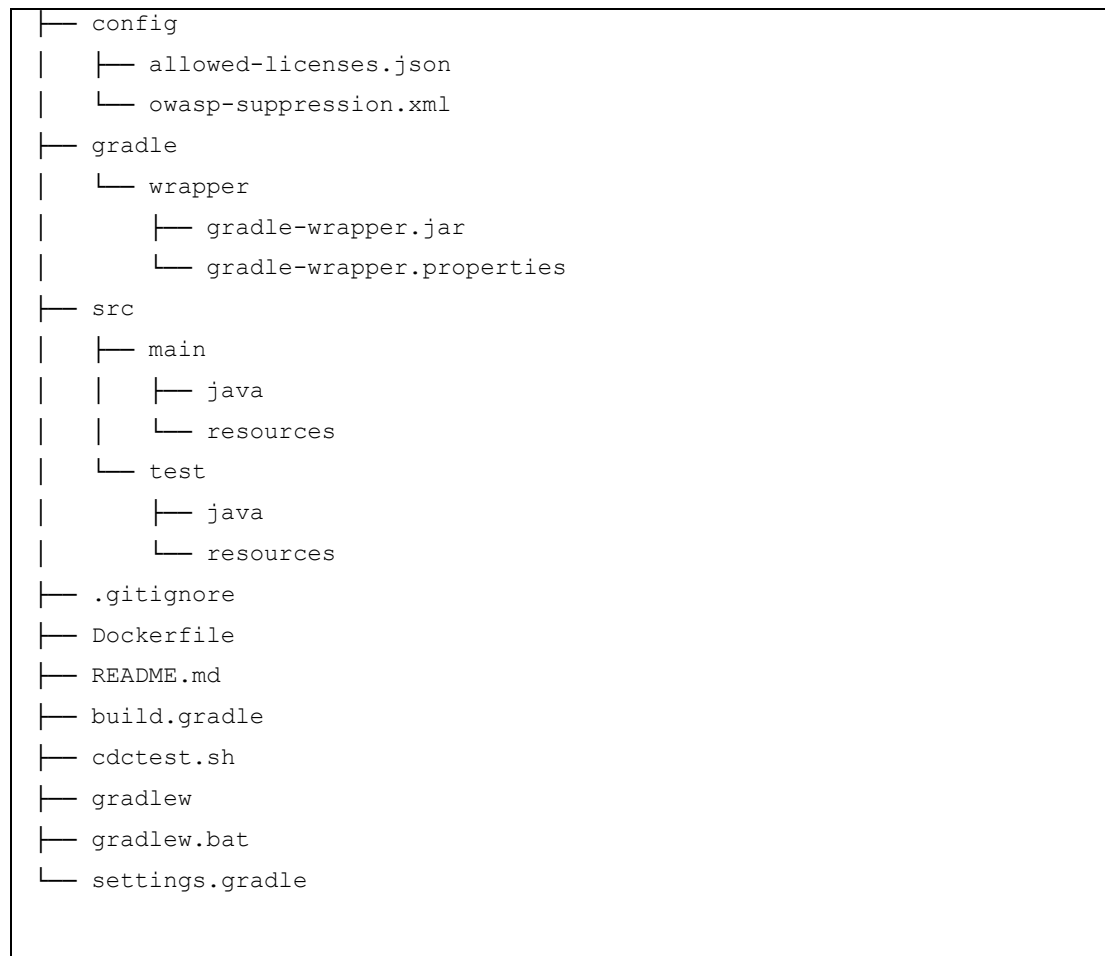 ├── config
│   ├── allowed-licenses.json
│   └── owasp-suppression.xml
├── gradle
│   └── wrapper
│       ├── gradle-wrapper.jar
│       └── gradle-wrapper.properties
├── src
│   ├── main
│   │   ├── java
│   │   └── resources
│   └── test
│       ├── java
│       └── resources
├── .gitignore
├── Dockerfile
├── README.md
├── build.gradle
├── cdctest.sh
├── gradlew
├── gradlew.bat
└── settings.gradle